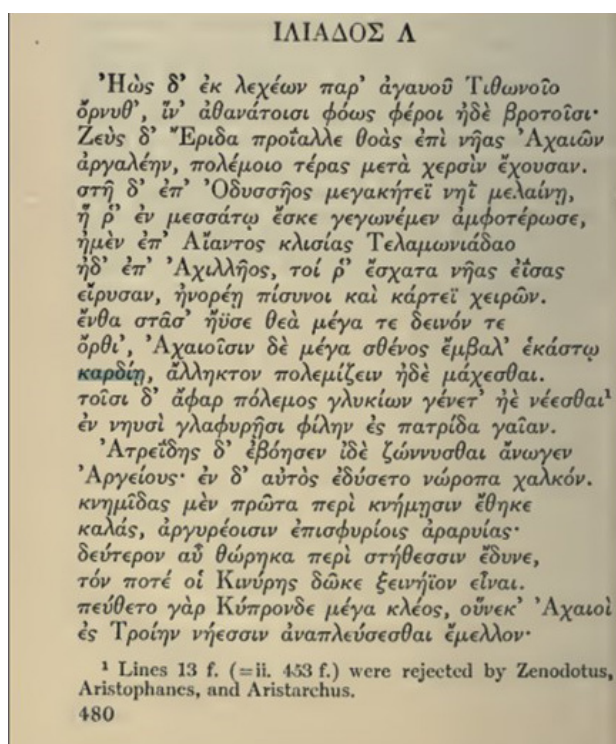 ΙΛΙΑΔΟΣ Λ
Ἠὼς δ’ ἐκ λεχέων παρ’ ἀγαυοῦ Τιθωνοῖο
ὄρνυθ’, ἵν’ ἀθανάτοισι φόως φέροι ἠδὲ βροτοῖσι·
Ζεὺς δ’ Ἔριδα προΐαλλε θοὰς ἐπὶ νῆας Ἀχαιῶν
ἀργαλέην, πολέμοιο τέρας μετὰ χερσὶν ἔχουσαν.
στῆ δ’ ἐπ’ Ὀδυσσῆος μεγακήτεϊ νηῒ μελαίνῃ,
ἥ ῥ’ ἐν μεσσάτῳ ἔσκε γεγωνέμεν ἀμφοτέρωσε,
ἠμὲν ἐπ’ Αἴαντος κλισίας Τελαμωνιάδαο
ἠδ’ ἐπ’ Ἀχιλλῆος, τοί ῥ’ ἔσχατα νῆας ἐΐσας
εἴρυσαν, ἠνορέῃ πίσυνοι καὶ κάρτεϊ χειρῶν.
ἔνθα στᾶσ’ ἤϋσε θεὰ μέγα τε δεινόν τε
ὄρθι’, Ἀχαιοῖσιν δὲ μέγα σθένος ἔμβαλ’ ἑκάστῳ
καρδίῃ, ἄλληκτον πολεμίζειν ἠδὲ μάχεσθαι.
τοῖσι δ’ ἄφαρ πόλεμος γλυκίων γένετ’ ἠὲ νέεσθαι¹
ἐν νηυσὶ γλαφυρῇσι φίλην ἐς πατρίδα γαῖαν.
Ἀτρεΐδης δ’ ἐβόησεν ἰδὲ ζώννυσθαι ἄνωγεν
Ἀργείους· ἐν δ’ αὐτὸς ἐδύσετο νώροπα χαλκόν.
κνημῖδας μὲν πρῶτα περὶ κνήμῃσιν ἔθηκε
καλάς, ἀργυρέοισιν ἐπισφυρίοις ἀραρυίας·
δεύτερον αὖ θώρηκα περὶ στήθεσσιν ἔδυνε,
τόν ποτέ οἱ Κινύρης δῶκε ξεινήϊον εἶναι.
πεύθετο γὰρ Κύπρονδε μέγα κλέος, οὕνεκ’ Ἀχαιοὶ
ἐς Τροίην νήεσσιν ἀναπλεύσεσθαι ἔμελλον·
¹ Lines 13 f. (=ii. 453 f.) were rejected by Zenodotus,
Aristophanes, and Aristarchus.
480